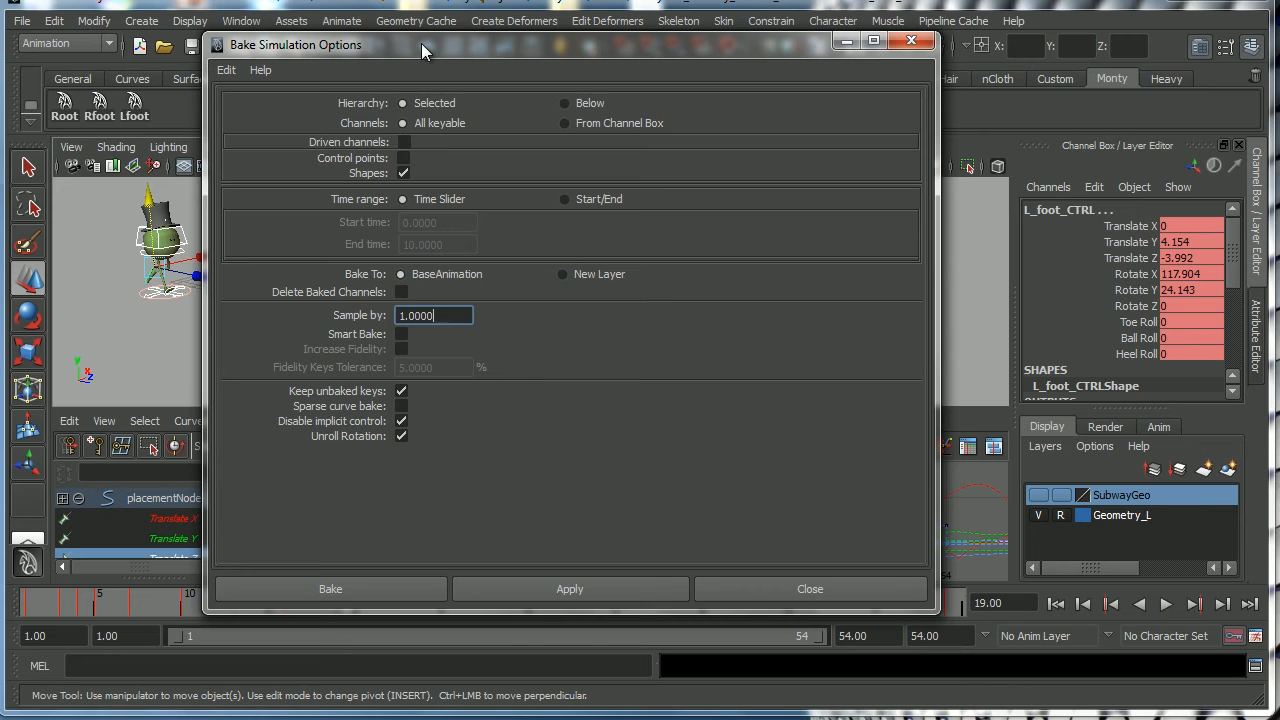 File Edit Modify Create Display Window Assets Animate Geometry Cache Create Deformers Edit Deformers Skeleton Skin Constrain Character Muscle Pipeline Cache Help
Animation X: Y: Z:
Bake Simulation Options
General Curves Hair nCloth Custom Monty Heavy
Root Rfoot Lfoot
View Shading Lighting
Edit Help
Hierarchy: Selected Below
Channels: All keyable From Channel Box
Driven channels:
Control points:
Shapes:
Time range: Time Slider Start/End
Start time: 0.0000
End time: 10.0000
Bake To: BaseAnimation New Layer
Delete Baked Channels:
Sample by: 1.0000
Smart Bake:
Increase Fidelity:
Fidelity Keys Tolerance: 5.0000 %
Keep unbaked keys:
Sparse curve bake:
Disable implicit control:
Unroll Rotation:
Bake Apply Close
Channel Box / Layer Editor
Channels Edit Object Show
L_foot_CTRL . . .
Translate X 0
Translate Y 4.154
Translate Z -3.992
Rotate X 117.904
Rotate Y 24.143
Rotate Z 0
Toe Roll 0
Ball Roll 0
Heel Roll 0
SHAPES
L_foot_CTRLShape
Display Render Anim
Layers Options Help
SubwayGeo
V R Geometry_L
Channel Box / Layer Editor
Attribute Editor
Edit View Select
placementNode
Translate X
Translate Y
5 10 54
19.00
1.00 1.00 1 54 54.00 54.00 No Anim Layer No Character Set
MEL
Move Tool: Use manipulator to move object(s). Use edit mode to change pivot (INSERT). Ctrl+LMB to move perpendicular.